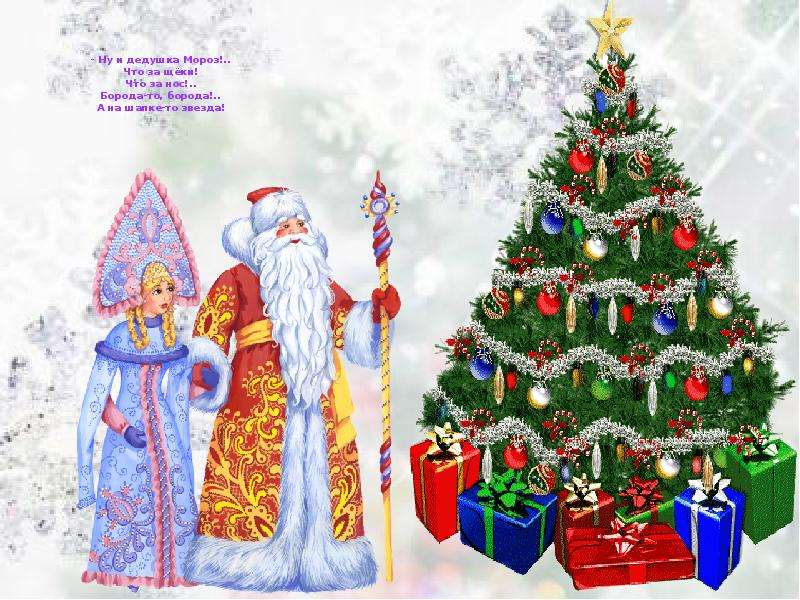 - Ну и дедушка Мороз!..
Что за щёки!
Что за нос!..
Борода-то, борода!..
А на шапке-то звезда!